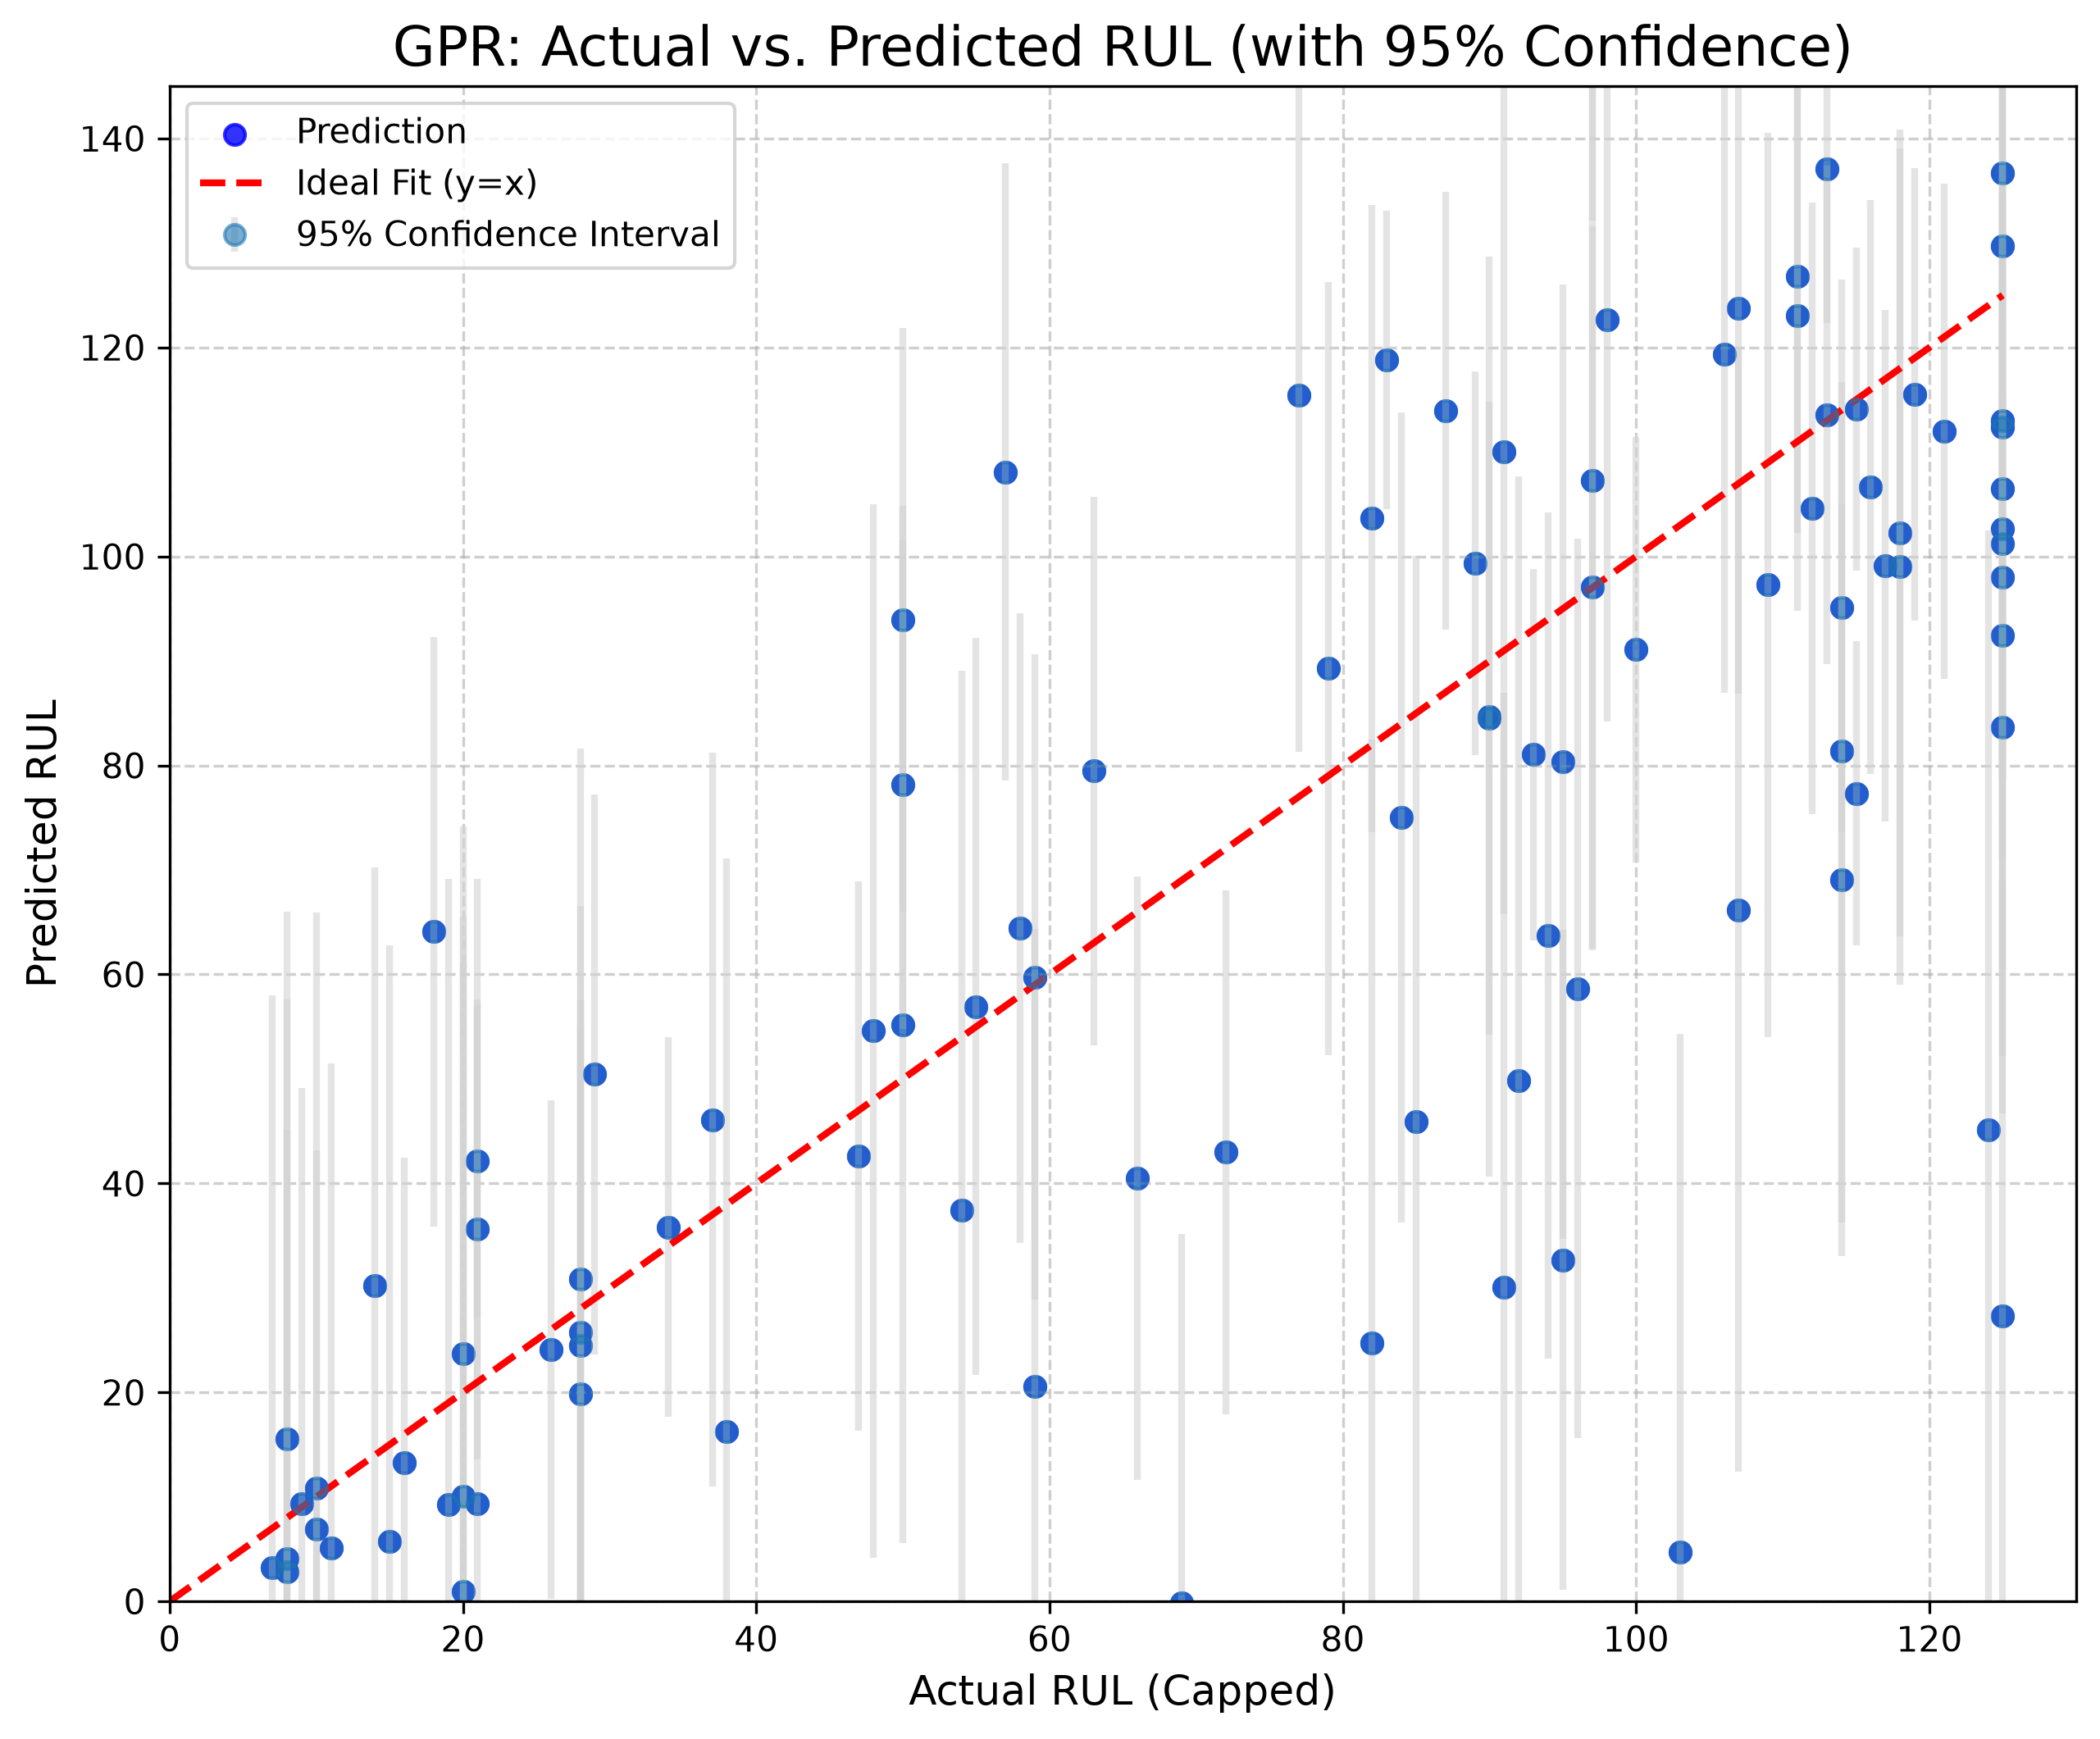 GPR: Actual vs. Predicted RUL (with 95% Confidence)
Prediction
Ideal Fit (y=x)
95% Confidence Interval
140
120
100
80
60
40
20
0
Predicted RUL
0 20 40 60 80 100 120
Actual RUL (Capped)